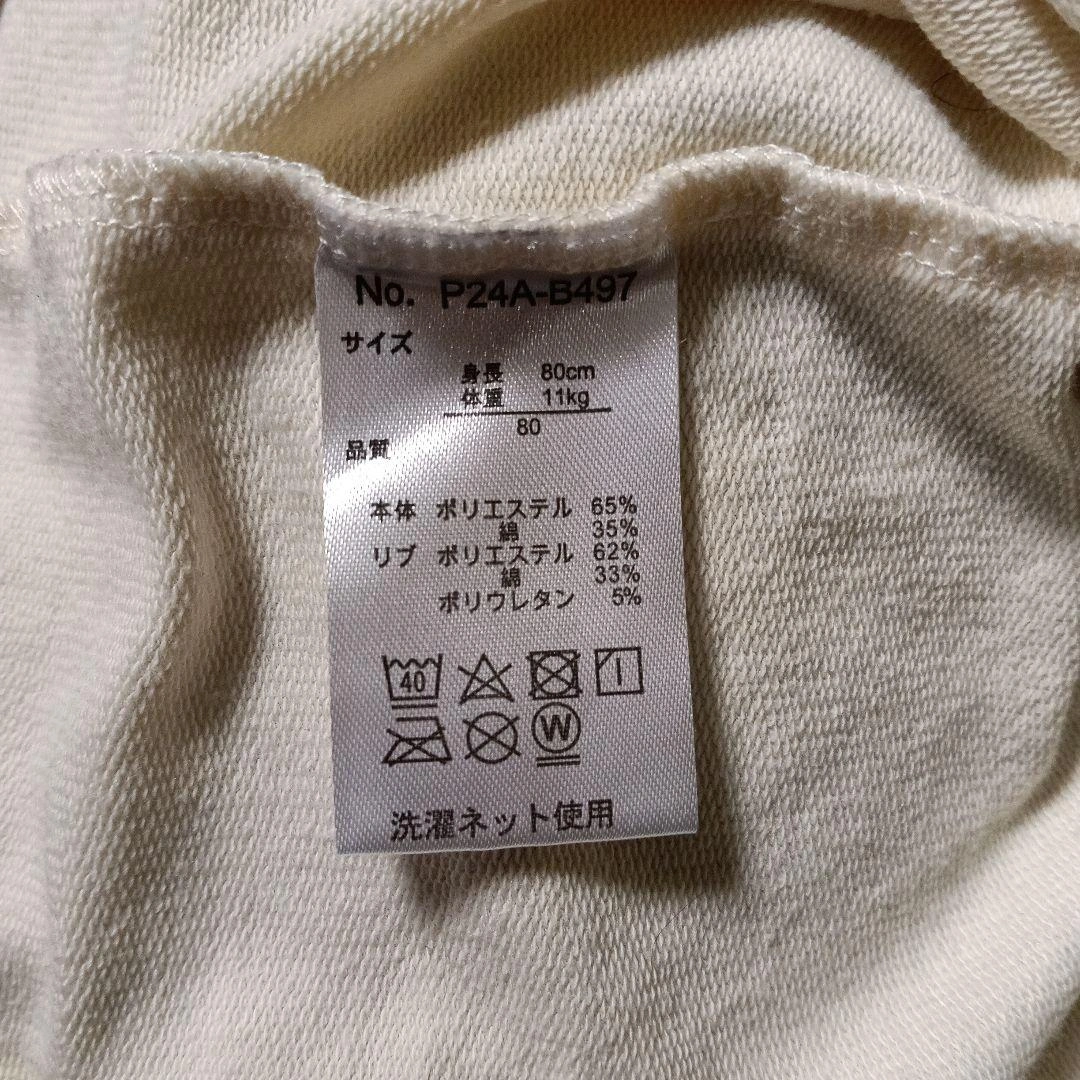 No. P24A-B497
サイズ
身長 80cm
体重 11kg
80
品質
本体 ポリエステル 65%
綿 35%
リブ ポリエステル 62%
綿 33%
ポリウレタン 5%
40
W
洗濯ネット使用